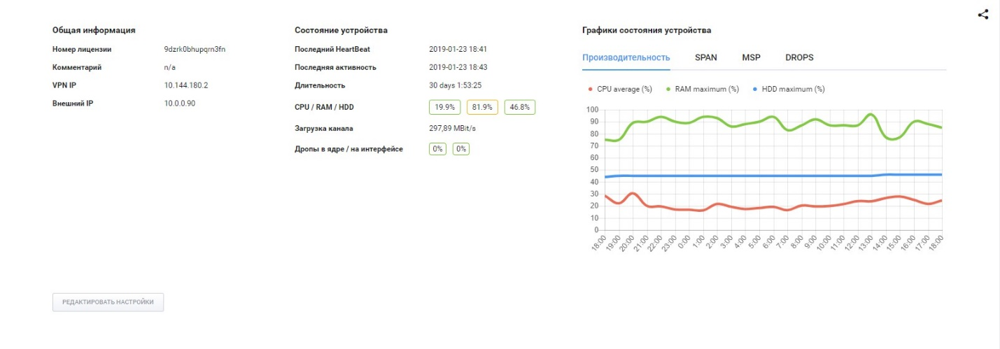 Общая информация
Номер лицензии 9dzrk0bhupqrn3fn
Комментарий n/a
VPN IP 10.144.180.2
Внешний IP 10.0.0.90
РЕДАКТИРОВАТЬ НАСТРОЙКИ
Состояние устройства
Последний HeartBeat 2019-01-23 18:41
Последняя активность 2019-01-23 18:43
Длительность 30 days 1:53:25
CPU / RAM / HDD 19.9% 81.9% 46.8%
Загрузка канала 297,89 MBit/s
Дропы в ядре / на интерфейсе 0% 0%
Графики состояния устройства
Производительность SPAN MSP DROPS
CPU average (%) RAM maximum (%) HDD maximum (%)
100
90
80
70
60
50
40
30
20
10
0
18:00 19:00 20:00 21:00 22:00 23:00 0:00 1:00 2:00 3:00 4:00 5:00 6:00 7:00 8:00 9:00 10:00 11:00 12:00 13:00 14:00 15:00 16:00 17:00 18:00